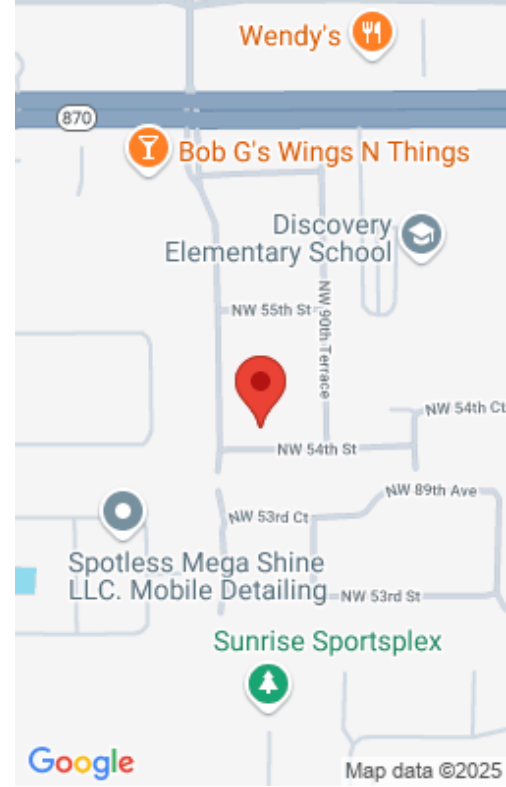 Wendy's
870
Bob G's Wings N Things
Discovery
Elementary School
NW 55th St
NW 90th Terrace
NW 54th Ct
NW 54th St
NW 89th Ave
NW 53rd Ct
Spotless Mega Shine
LLC. Mobile Detailing
NW 53rd St
Sunrise Sportsplex
Google
Map data ©2025